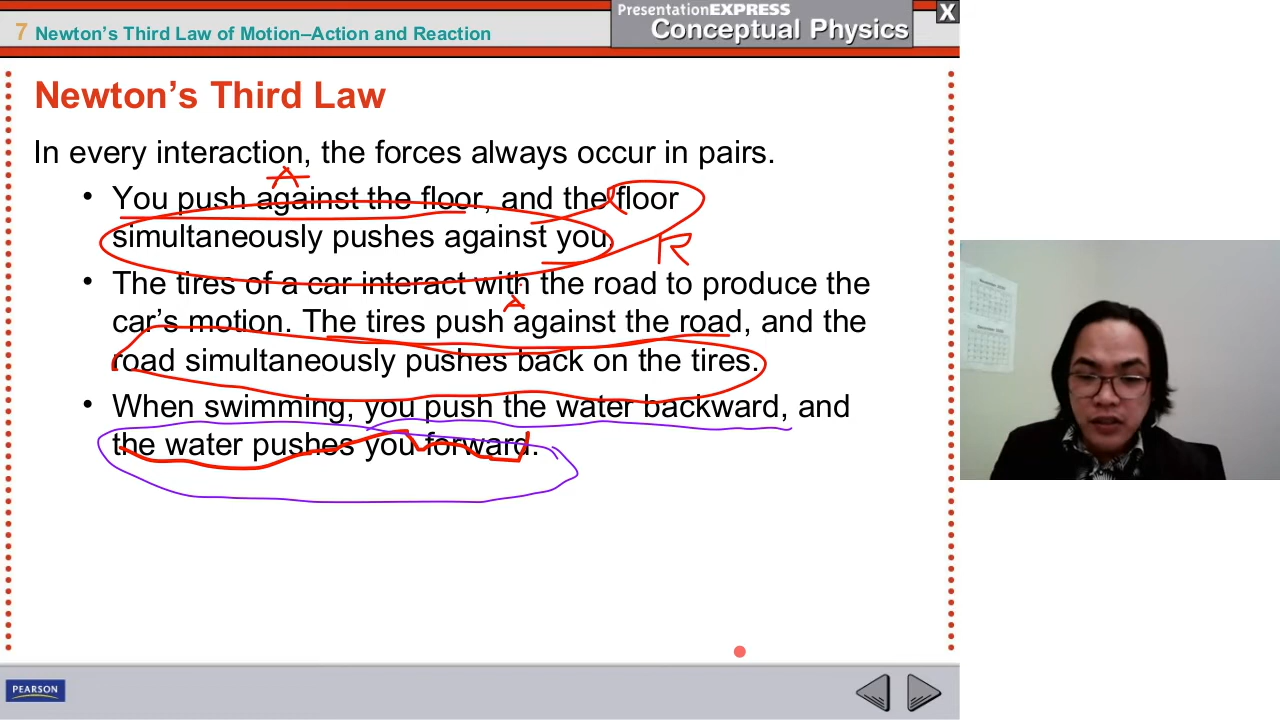 PresentationEXPRESS
Conceptual Physics
X
7 Newton's Third Law of Motion–Action and Reaction
Newton's Third Law
In every interaction, the forces always occur in pairs.
A
• You push against the floor, and the floor
simultaneously pushes against you.
R
• The tires of a car interact with the road to produce the
A
car's motion. The tires push against the road, and the
road simultaneously pushes back on the tires.
• When swimming, you push the water backward, and
the water pushes you forward.
PEARSON